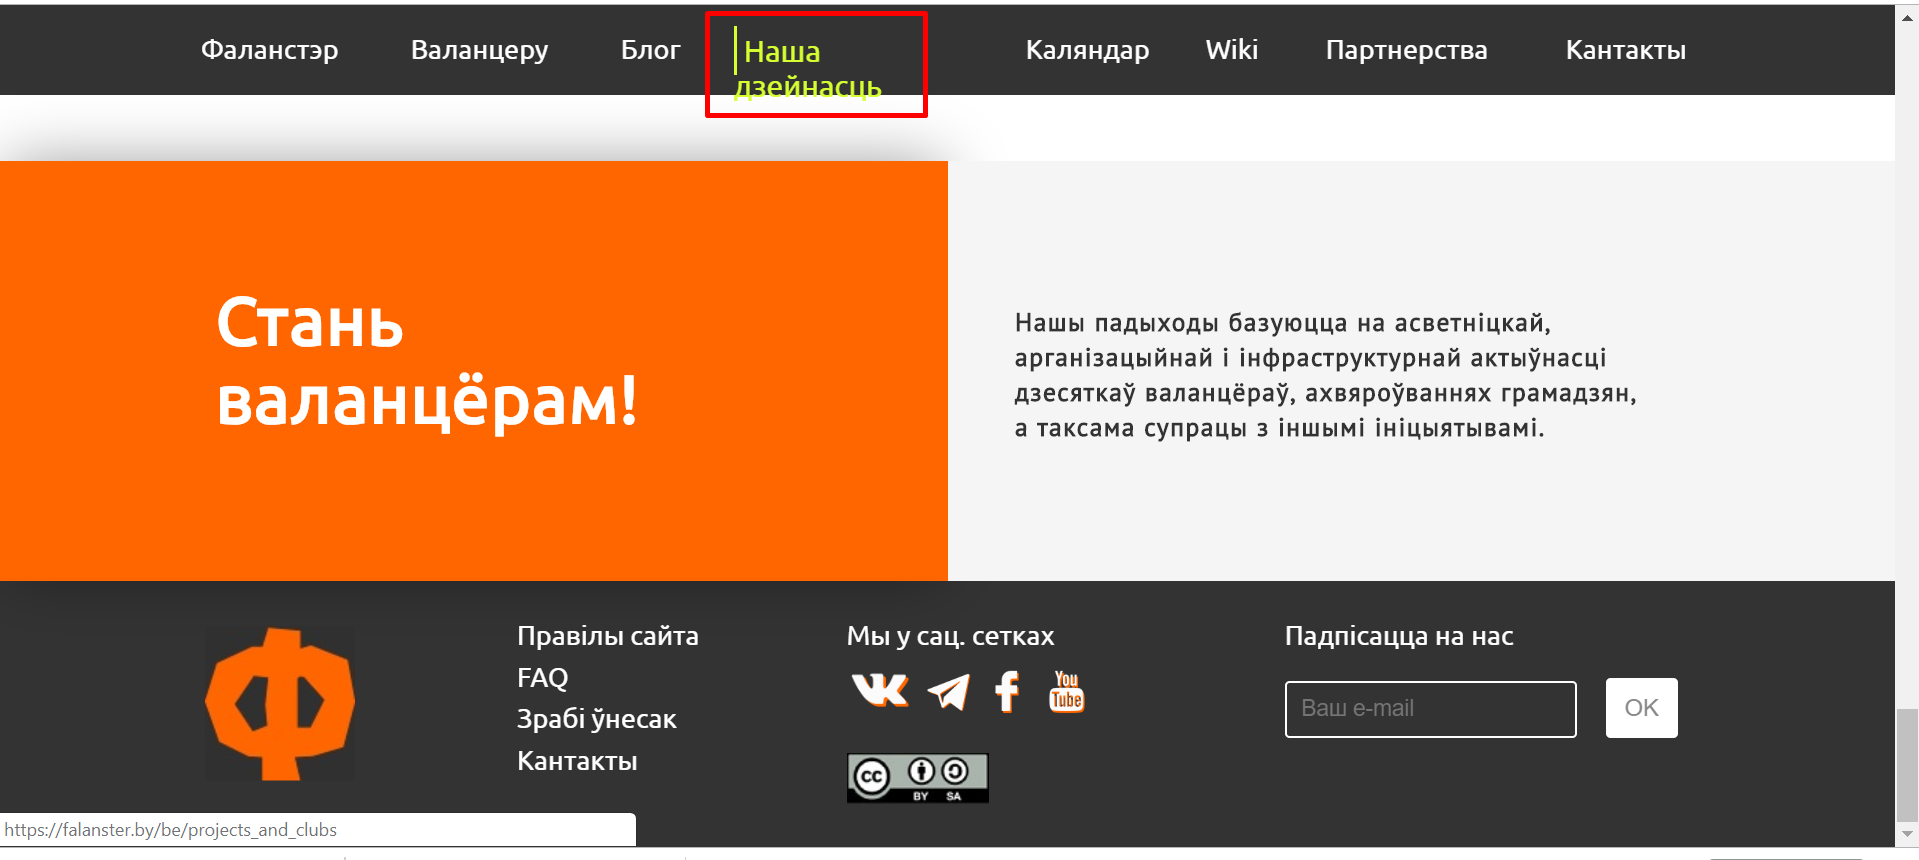 Фаланстэр Валанцеру Блог Наша дзейнасць Каляндар Wiki Партнерства Кантакты
Стань
валанцёрам!
Нашы падыходы базуюцца на асветніцкай,
арганізацыйнай і інфраструктурнай актыўнасці
дзесяткаў валанцёраў, ахвяроўваннях грамадзян,
а таксама супрацы з іншымі ініцыятывамі.
Правілы сайта
FAQ
Зрабі ўнесак
Кантакты
Мы у сац. сетках
You
Tube
cc
BY SA
Падпісацца на нас
Ваш e-mail
OK
https://falanster.by/be/projects_and_clubs